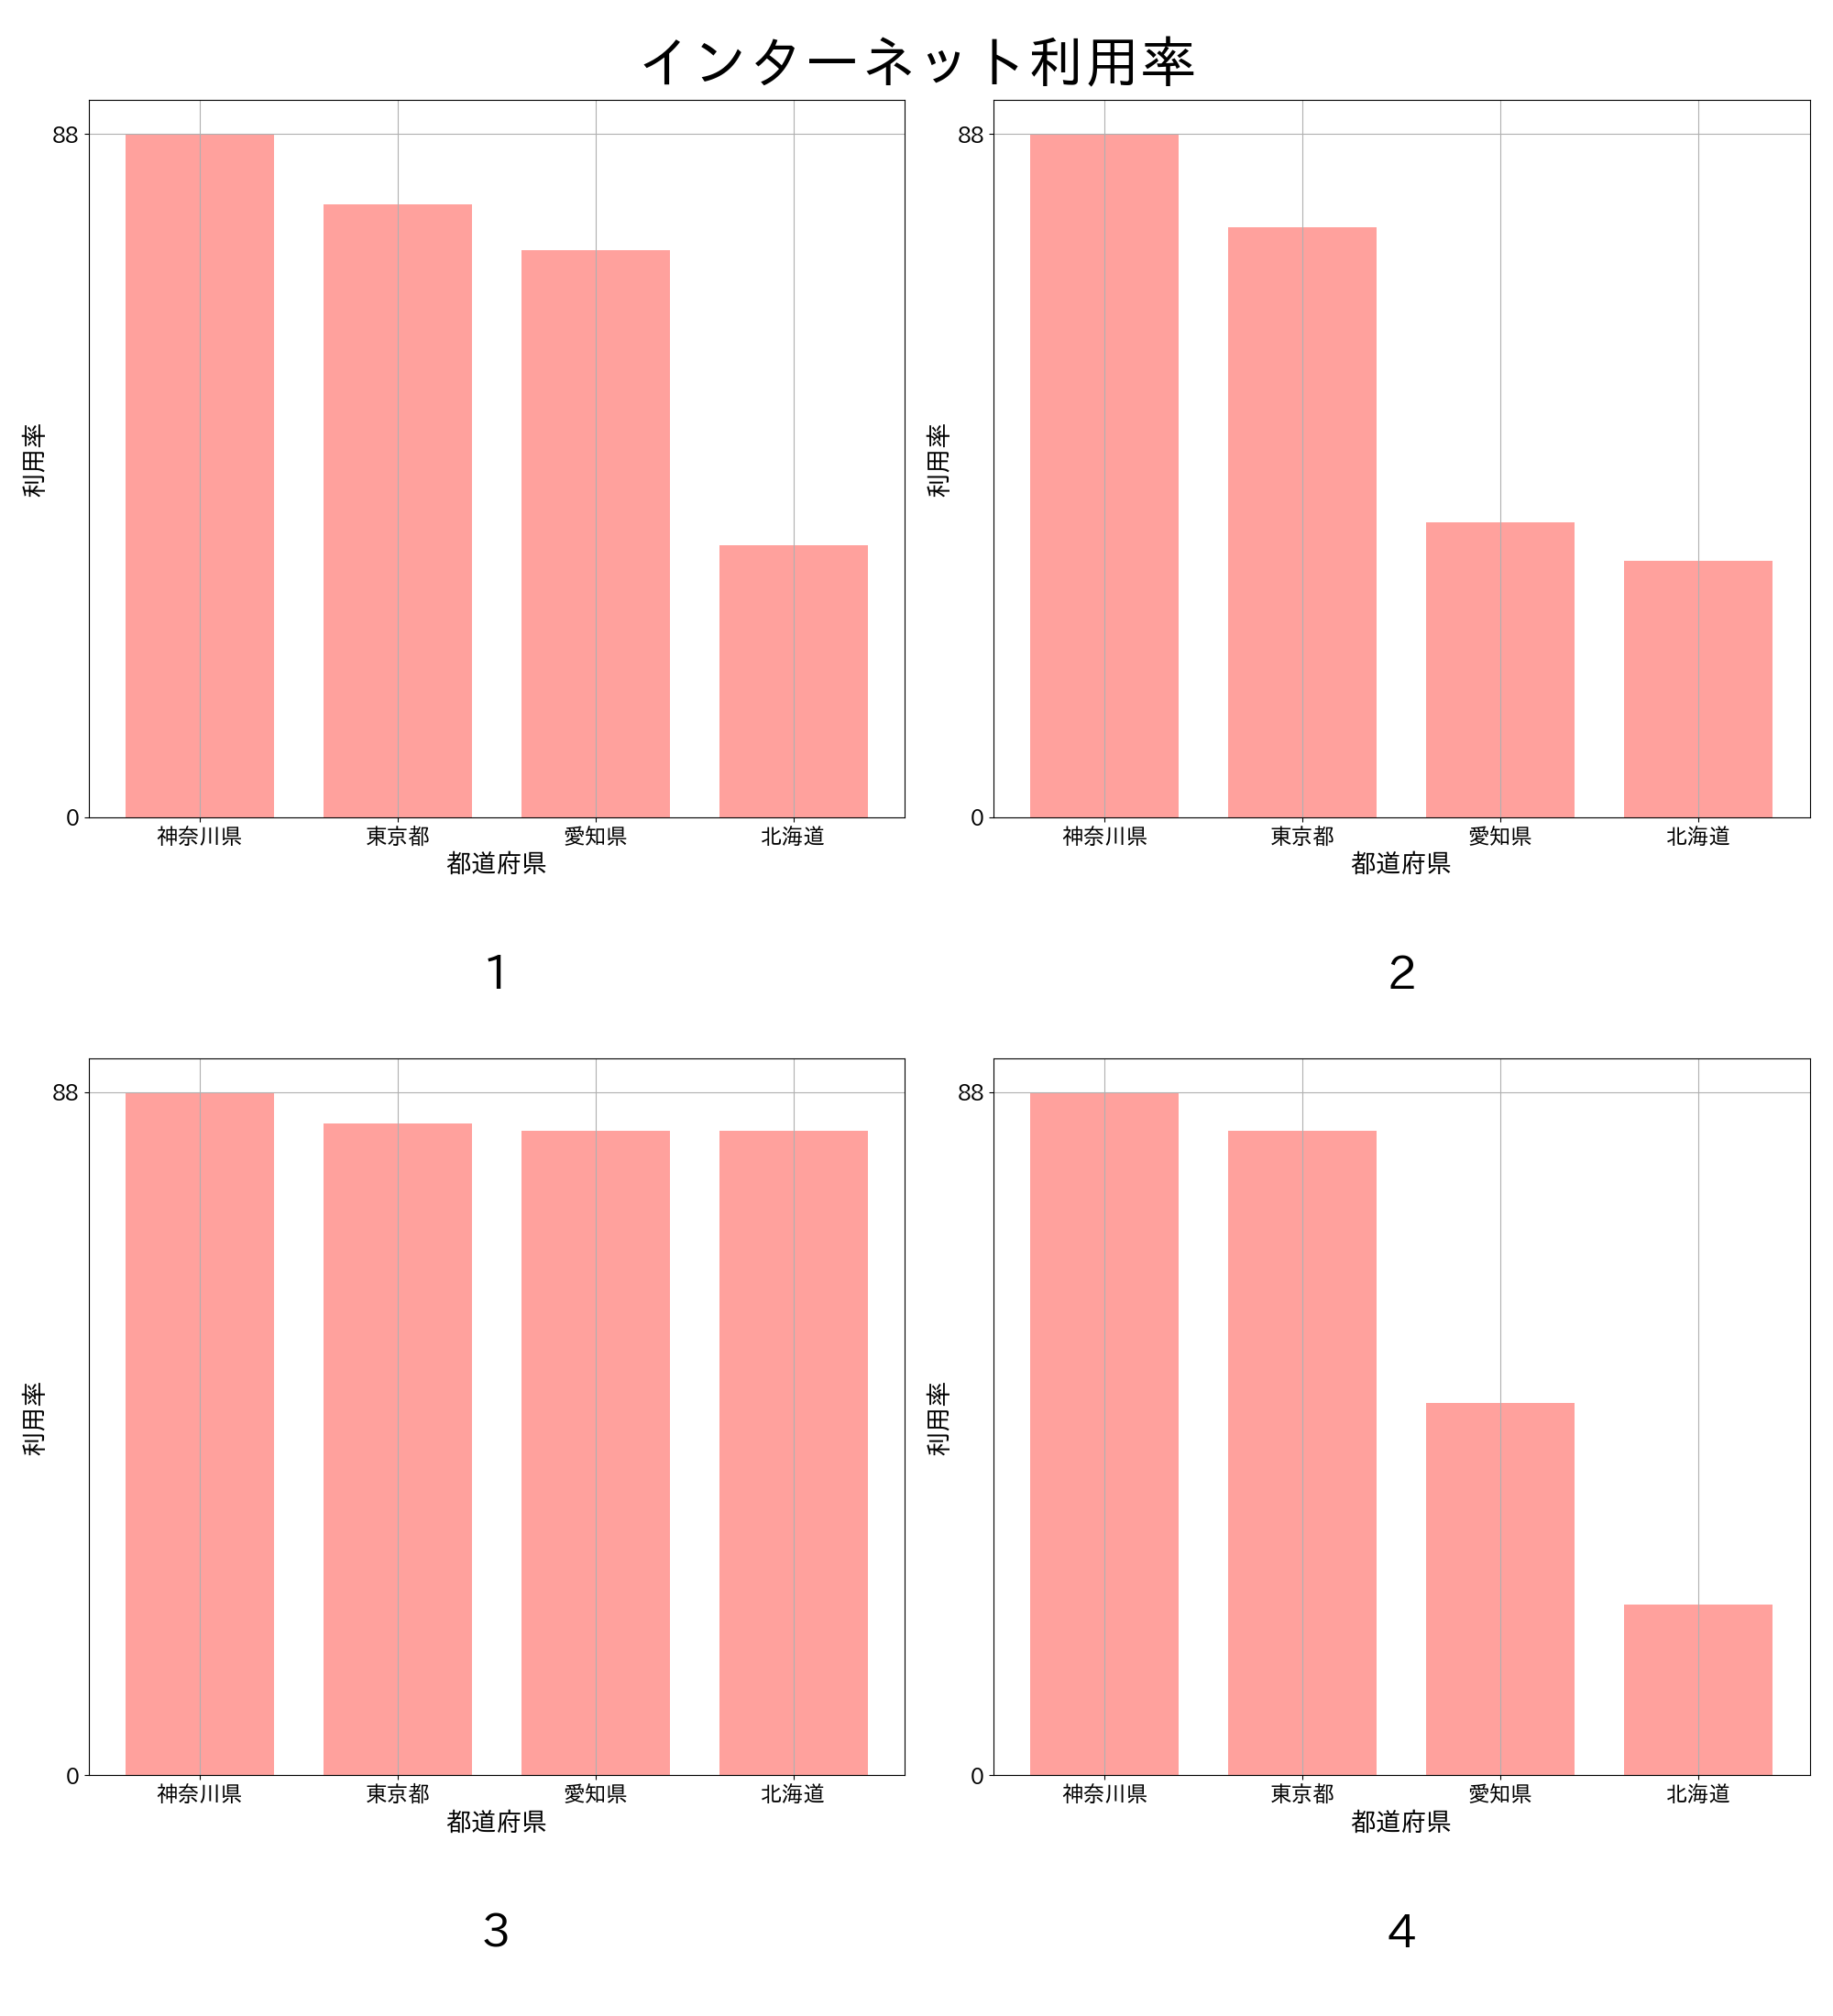 インターネット利用率
88
0
利用率
神奈川県 東京都 愛知県 北海道
都道府県
1
88
0
利用率
神奈川県 東京都 愛知県 北海道
都道府県
2
88
0
利用率
神奈川県 東京都 愛知県 北海道
都道府県
3
88
0
利用率
神奈川県 東京都 愛知県 北海道
都道府県
4